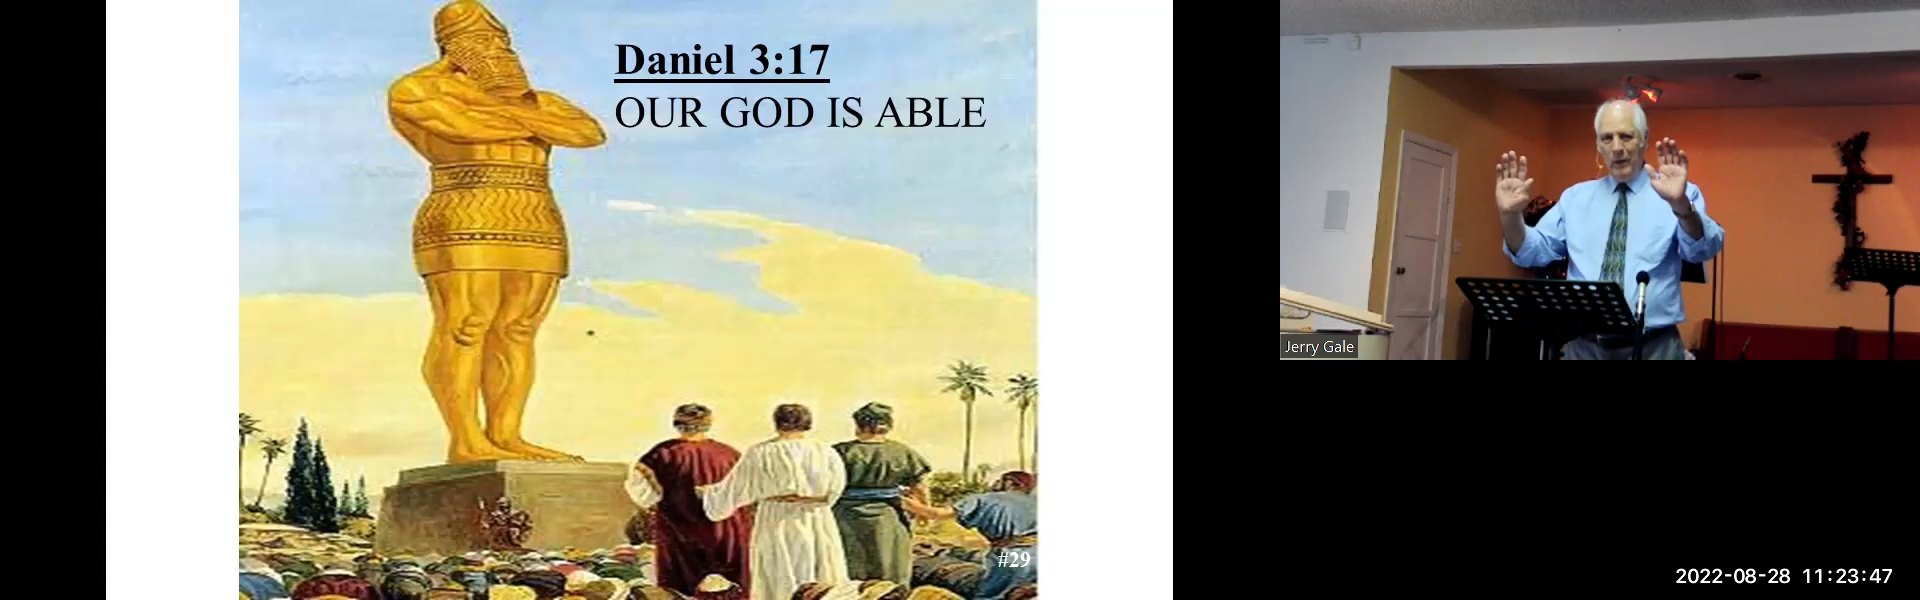 Daniel 3:17
OUR GOD IS ABLE
#29
Jerry Gale
2022-08-28 11:23:47